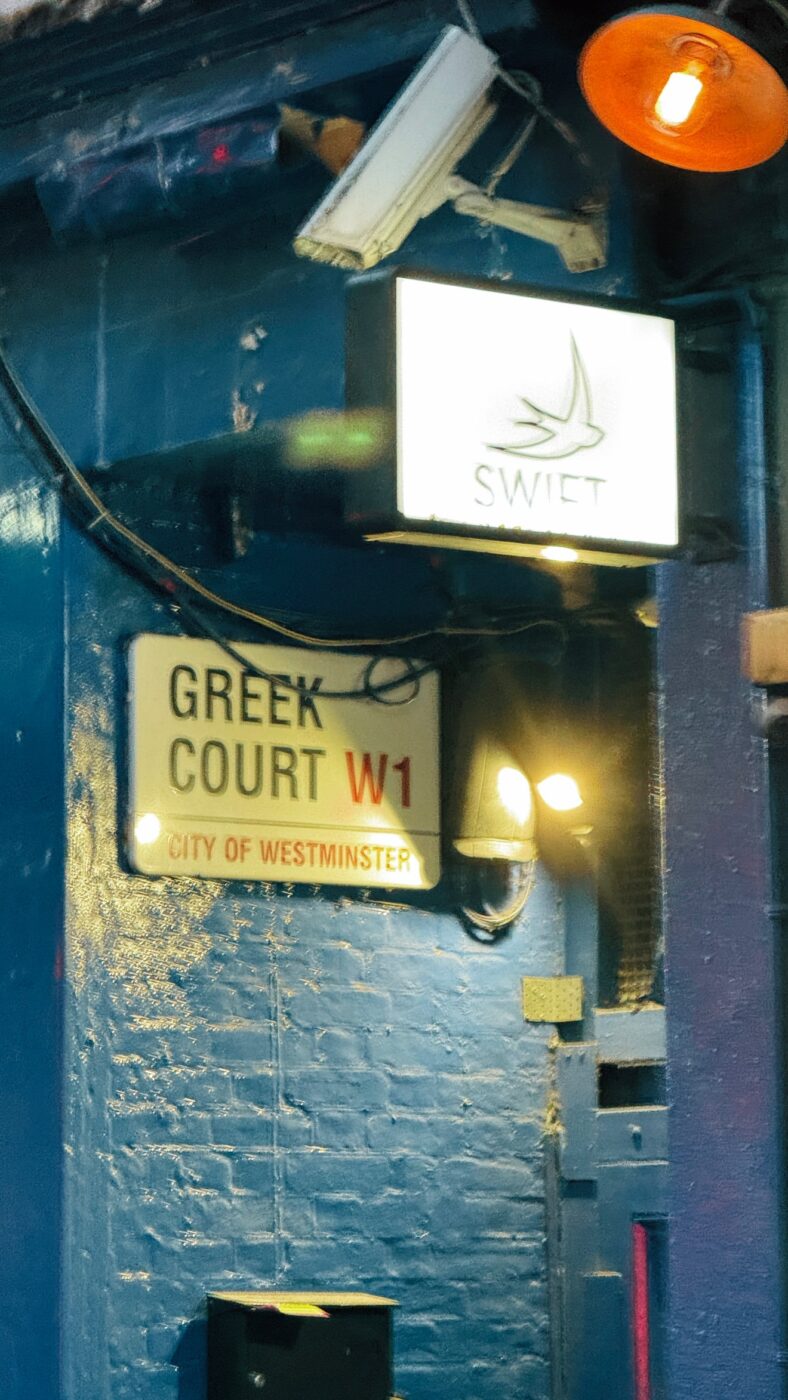 SWIFT
GREEK
COURT W1
CITY OF WESTMINSTER